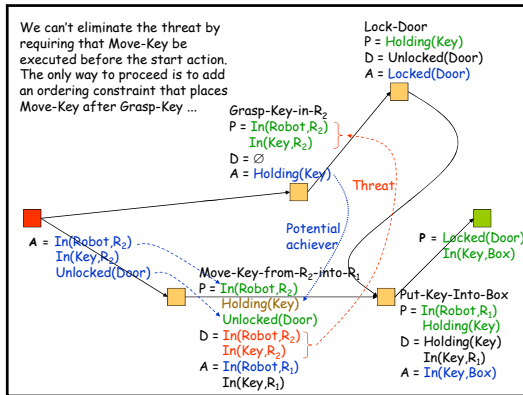 We can't eliminate the threat by
requiring that Move-Key be
executed before the start action.
The only way to proceed is to add
an ordering constraint that places
Move-Key after Grasp-Key ...
Lock-Door
P = Holding(Key)
D = Unlocked(Door)
A = Locked(Door)
Grasp-Key-in-R₂
P = In(Robot,R₂)
In(Key,R₂)
D = ∅
A = Holding(Key)
Threat
Potential
achiever
A = In(Robot,R₂)
In(Key,R₂)
Unlocked(Door)
P = Locked(Door)
In(Key,Box)
Move-Key-from-R₂-into-R₁
P = In(Robot,R₂)
Holding(Key)
Unlocked(Door)
D = In(Robot,R₂)
In(Key,R₂)
A = In(Robot,R₁)
In(Key,R₁)
Put-Key-Into-Box
P = In(Robot,R₁)
Holding(Key)
D = Holding(Key)
In(Key,R₁)
A = In(Key,Box)